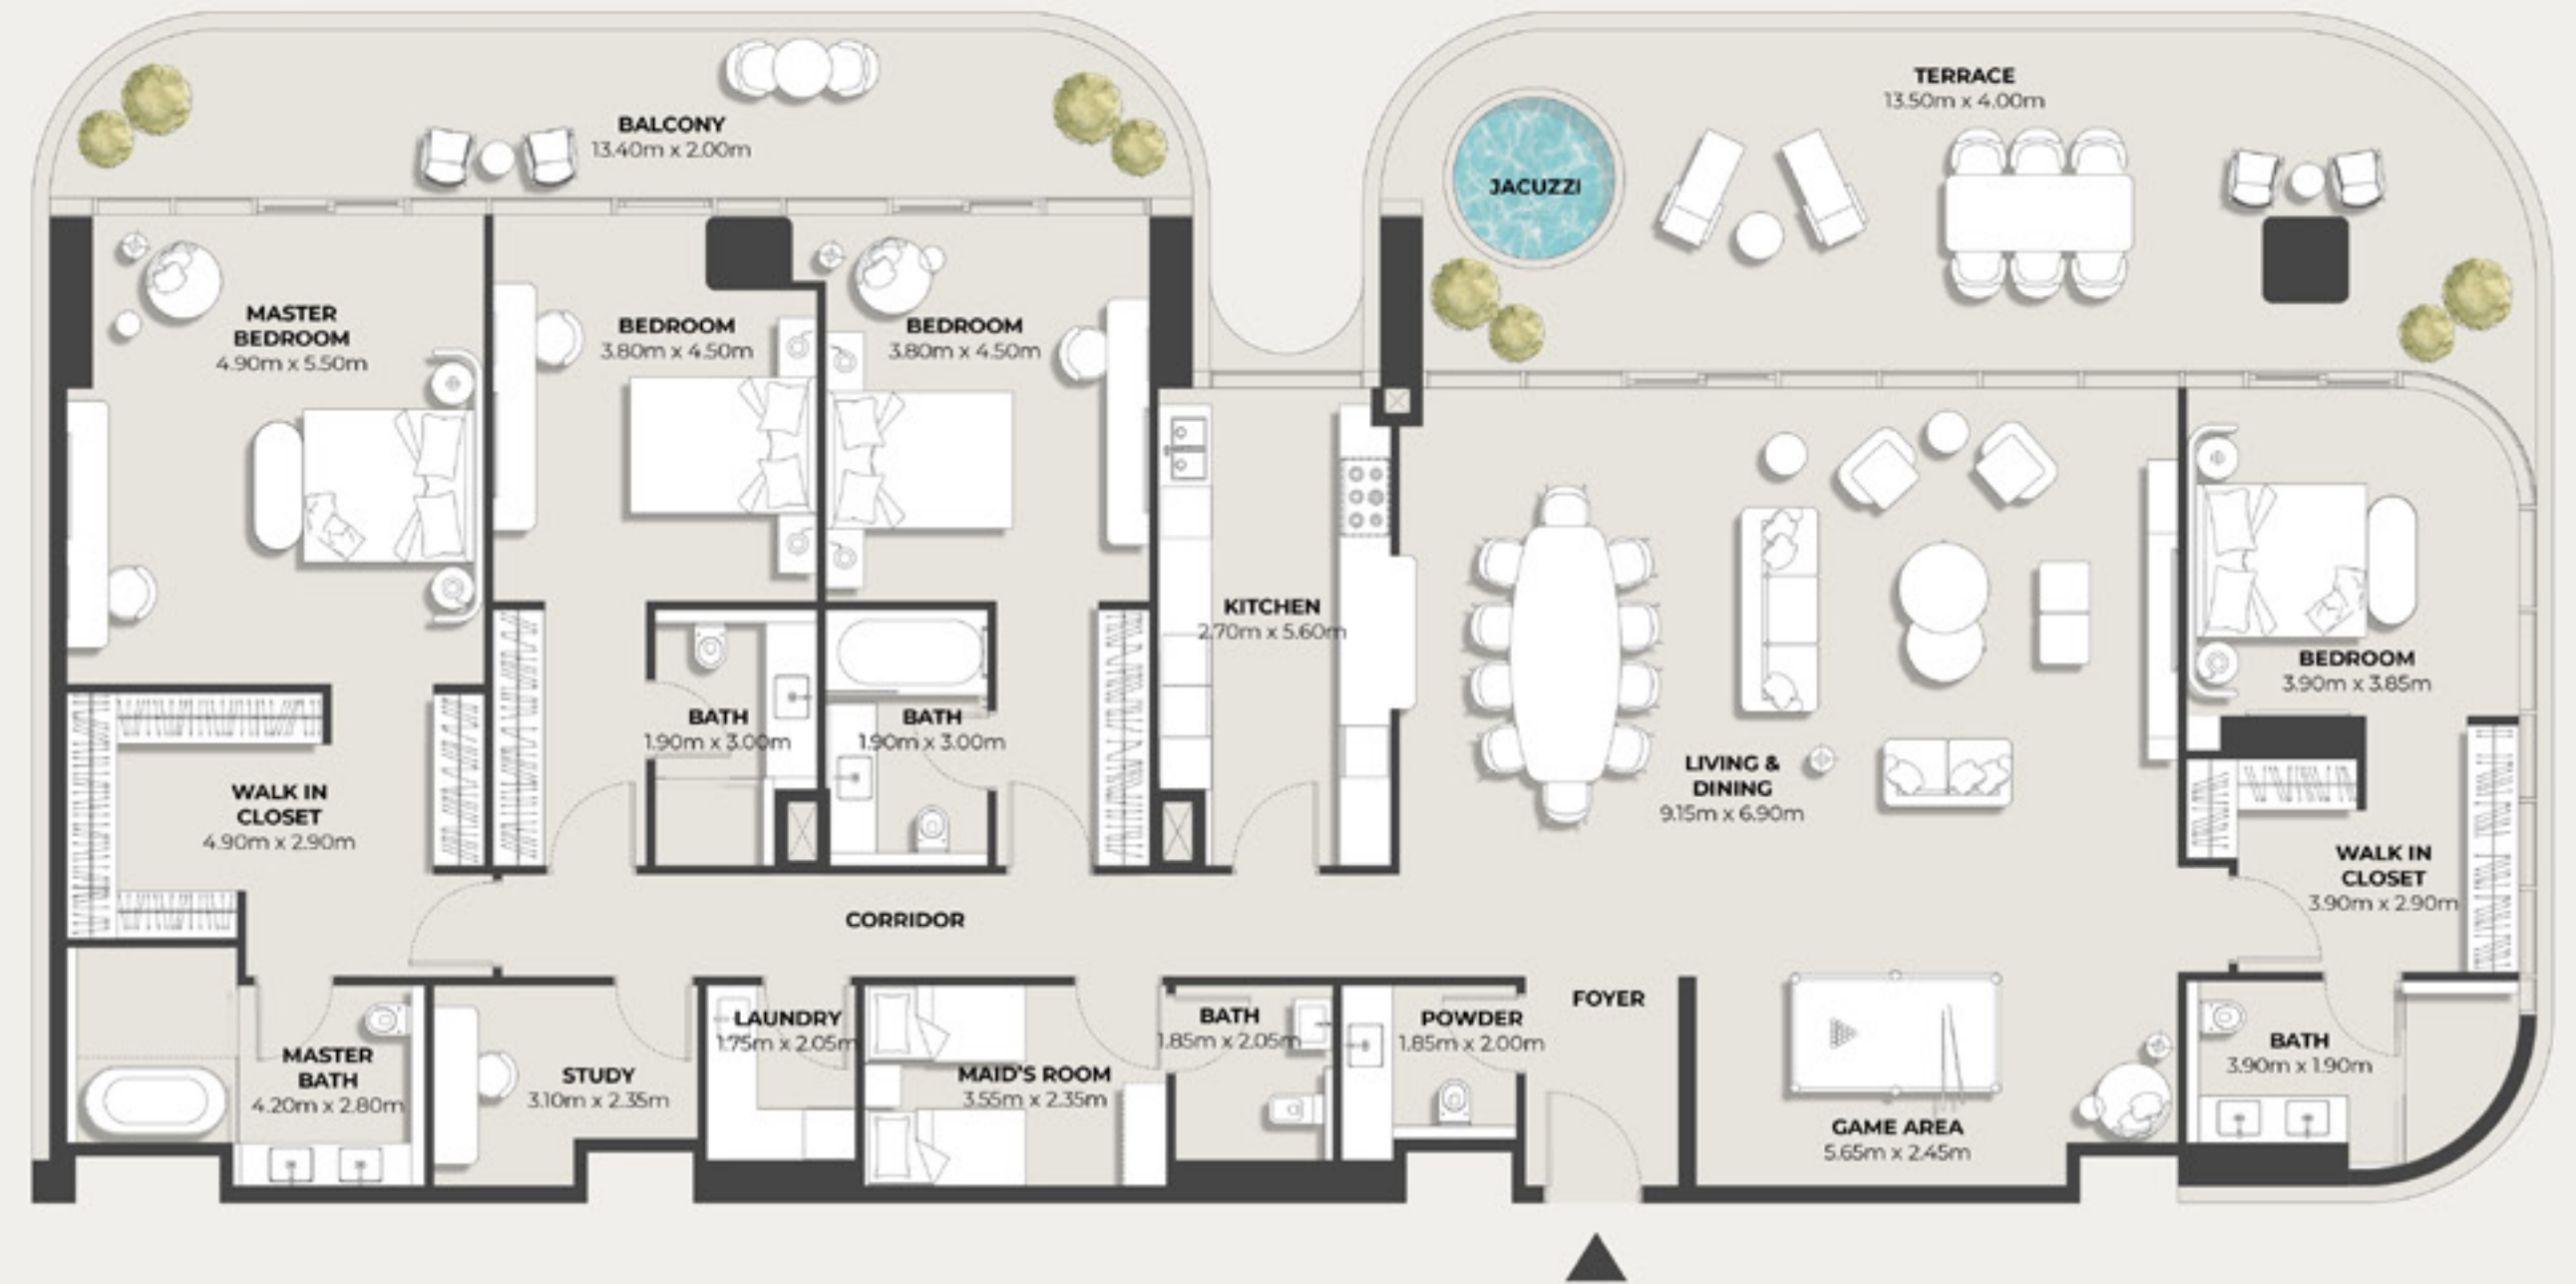 BALCONY
13.40m x 2.00m
TERRACE
13.50m x 4.00m
JACUZZI
MASTER
BEDROOM
4.90m x 5.50m
BEDROOM
3.80m x 4.50m
BEDROOM
3.80m x 4.50m
KITCHEN
2.70m x 5.60m
LIVING &
DINING
9.15m x 6.90m
BEDROOM
3.90m x 3.85m
WALK IN
CLOSET
4.90m x 2.90m
BATH
1.90m x 3.00m
BATH
1.90m x 3.00m
WALK IN
CLOSET
3.90m x 2.90m
CORRIDOR
FOYER
MASTER
BATH
4.20m x 2.80m
STUDY
3.10m x 2.35m
LAUNDRY
1.75m x 2.05m
MAID'S ROOM
3.55m x 2.35m
BATH
1.85m x 2.05m
POWDER
1.85m x 2.00m
GAME AREA
5.65m x 2.45m
BATH
3.90m x 1.90m